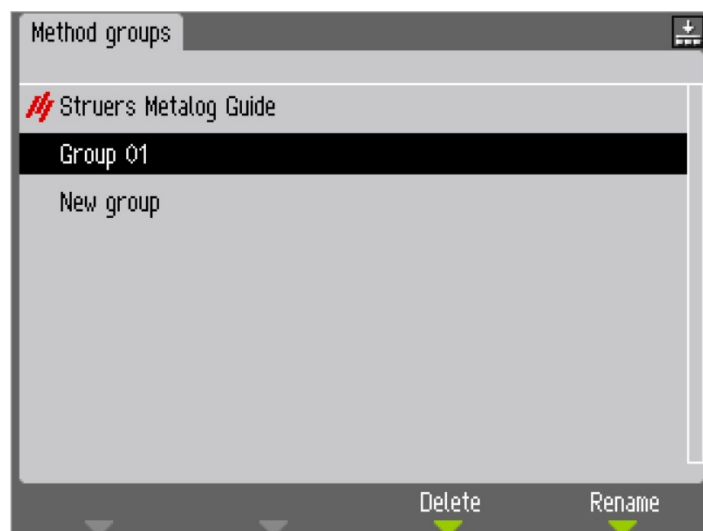 Method groups
Struers Metalog Guide
Group 01
New group
Delete Rename